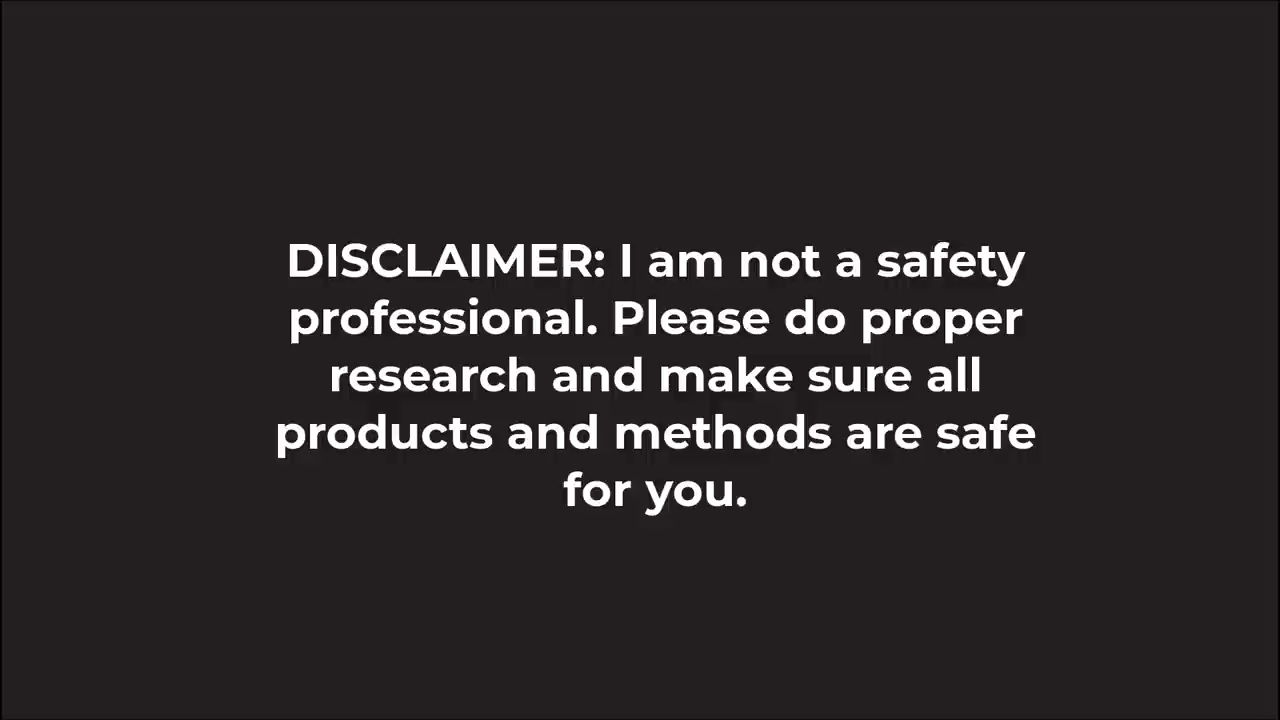 DISCLAIMER: I am not a safety
professional. Please do proper
research and make sure all
products and methods are safe
for you.